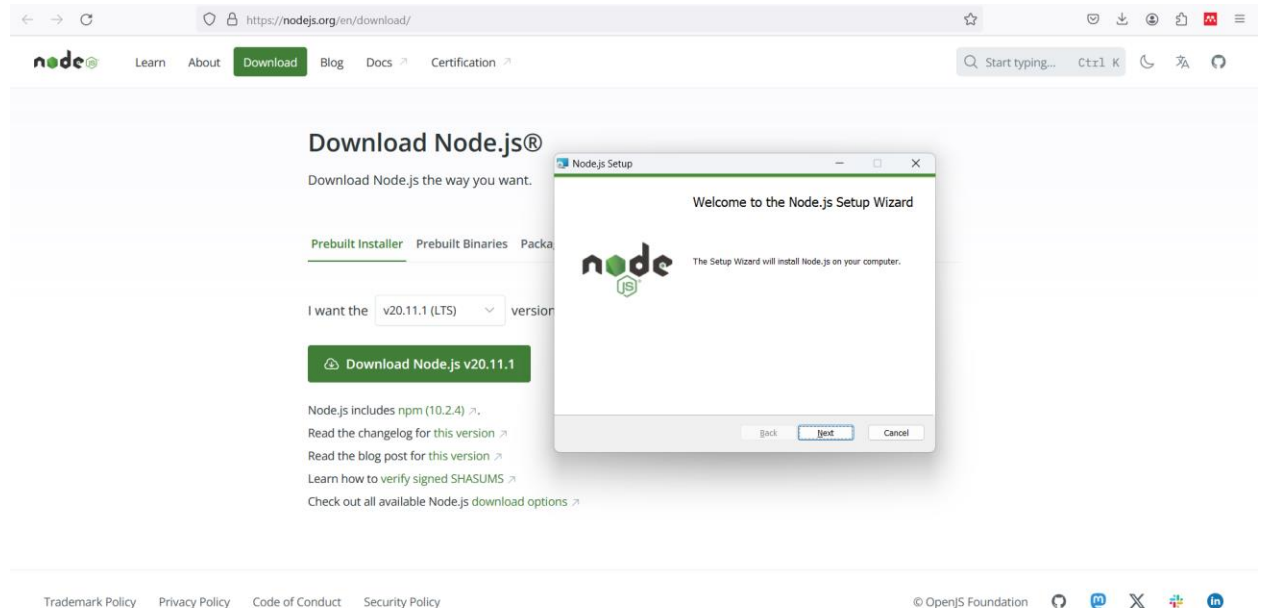 https://nodejs.org/en/download/
node
Learn About Download Blog Docs Certification
Start typing... Ctrl K
Download Node.js®
Download Node.js the way you want.
Prebuilt Installer Prebuilt Binaries Packa
I want the v20.11.1 (LTS) version
Download Node.js v20.11.1
Node.js includes npm (10.2.4).
Read the changelog for this version
Read the blog post for this version
Learn how to verify signed SHASUMS
Check out all available Node.js download options
Node.js Setup
Welcome to the Node.js Setup Wizard
node
JS
The Setup Wizard will install Node.js on your computer.
Back Next Cancel
Trademark Policy Privacy Policy Code of Conduct Security Policy
© OpenJS Foundation